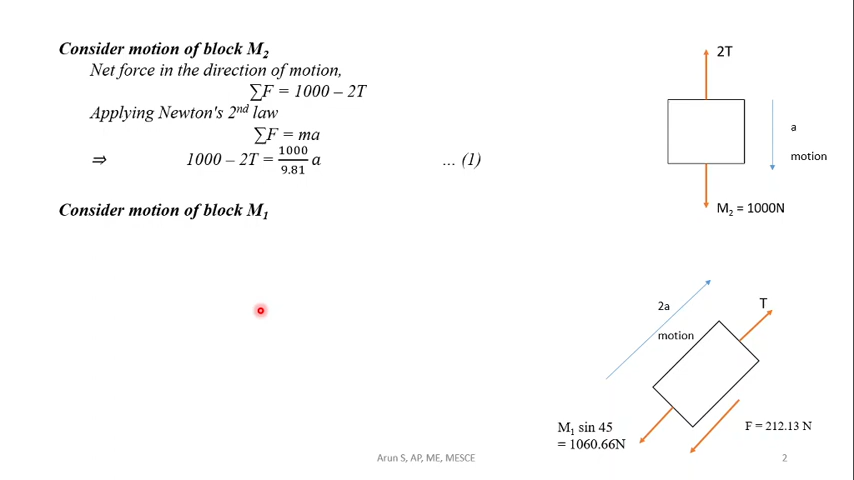 Consider motion of block M₂
Net force in the direction of motion,
∑F = 1000 – 2T
Applying Newton's 2ⁿᵈ law
∑F = ma
⇒ 1000 – 2T = 1000/9.81 a ... (1)
Consider motion of block M₁
2T
a
motion
M₂ = 1000N
2a
T
motion
M₁ sin 45
= 1060.66N
F = 212.13 N
Arun S, AP, ME, MESCE
2